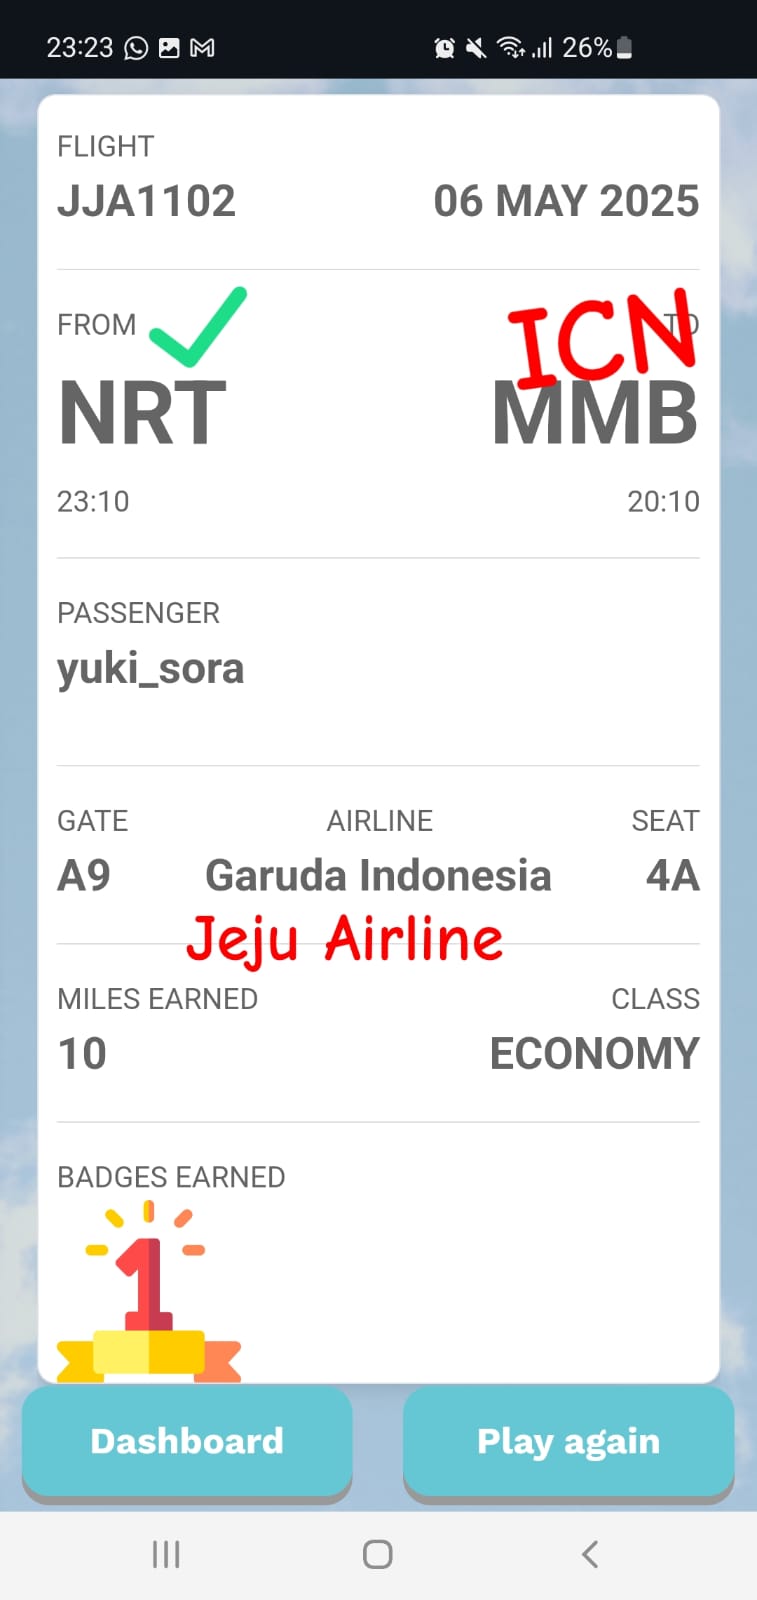 23:23 26%
FLIGHT
JJA1102 06 MAY 2025
FROM TO
ICN
NRT MMB
23:10 20:10
PASSENGER
yuki_sora
GATE AIRLINE SEAT
A9 Garuda Indonesia 4A
Jeju Airline
MILES EARNED CLASS
10 ECONOMY
BADGES EARNED
1
Dashboard Play again